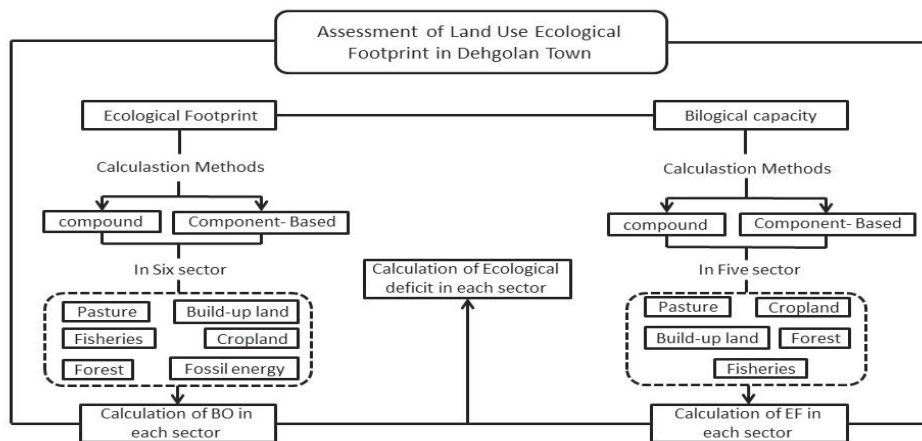 Assessment of Land Use Ecological
Footprint in Dehgolan Town
Ecological Footprint
Bilogical capacity
Calculastion Methods
Calculastion Methods
compound
Component- Based
compound
Component- Based
In Six sector
Calculation of Ecological
deficit in each sector
In Five sector
Pasture
Build-up land
Fisheries
Cropland
Forest
Fossil energy
Pasture
Cropland
Build-up land
Forest
Fisheries
Calculation of BO in
each sector
Calculation of EF in
each sector